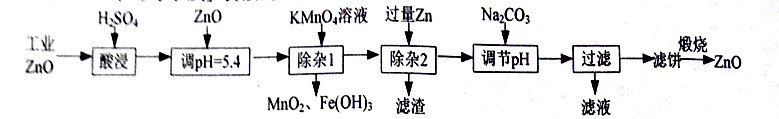 H₂SO₄ ZnO KMnO₄溶液 过量Zn Na₂CO₃
工业 ZnO 酸浸 调pH=5.4 除杂1 除杂2 调节pH 过滤 滤饼 煅烧 ZnO
MnO₂、Fe(OH)₃ 滤渣 滤液